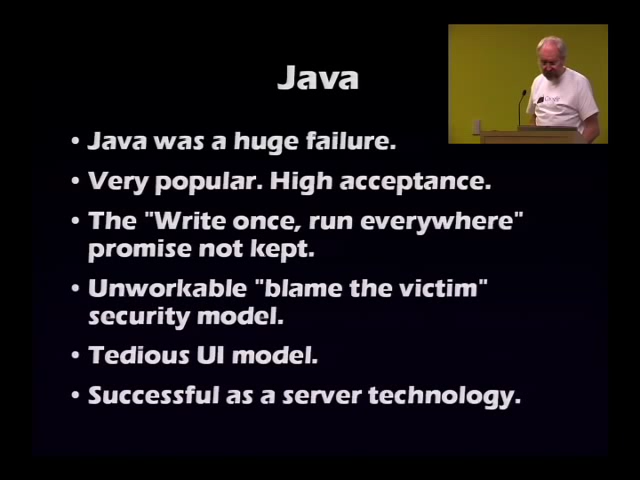 Java
• Java was a huge failure.
• Very popular. High acceptance.
• The "Write once, run everywhere"
promise not kept.
• Unworkable "blame the victim"
security model.
• Tedious UI model.
• Successful as a server technology.